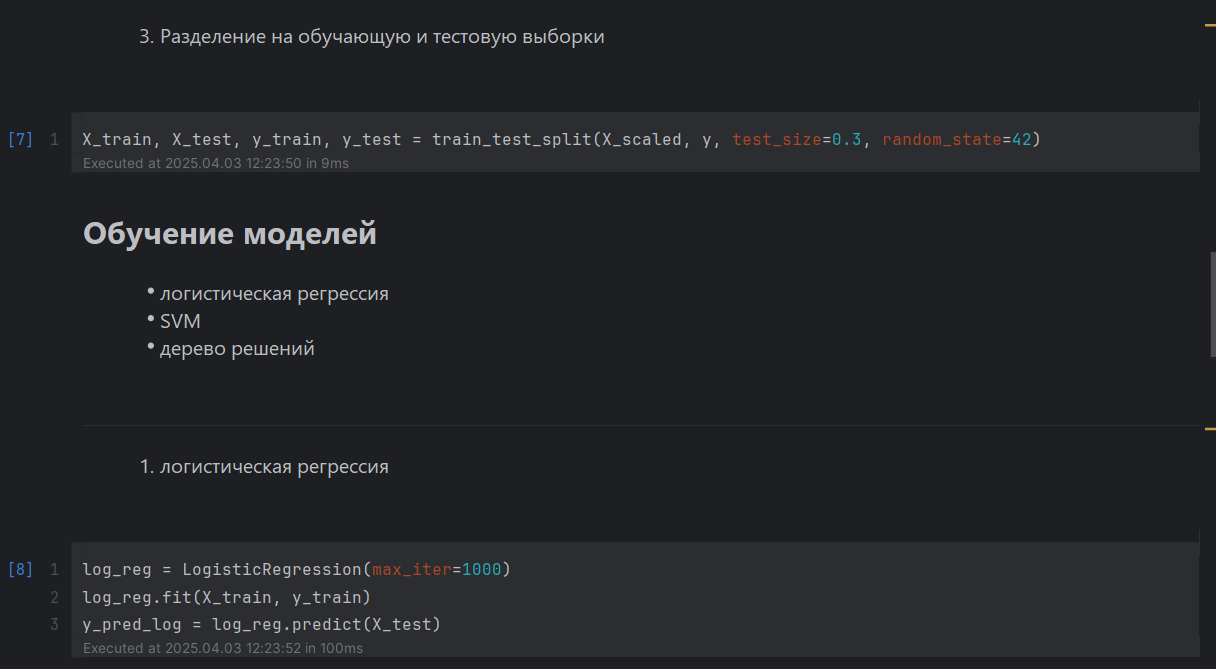 3. Разделение на обучающую и тестовую выборки
[7] 1 X_train, X_test, y_train, y_test = train_test_split(X_scaled, y, test_size=0.3, random_state=42)
Executed at 2025.04.03 12:23:50 in 9ms
Обучение моделей
• логистическая регрессия
• SVM
• дерево решений
1. логистическая регрессия
[8] 1 log_reg = LogisticRegression(max_iter=1000)
2 log_reg.fit(X_train, y_train)
3 y_pred_log = log_reg.predict(X_test)
Executed at 2025.04.03 12:23:52 in 100ms